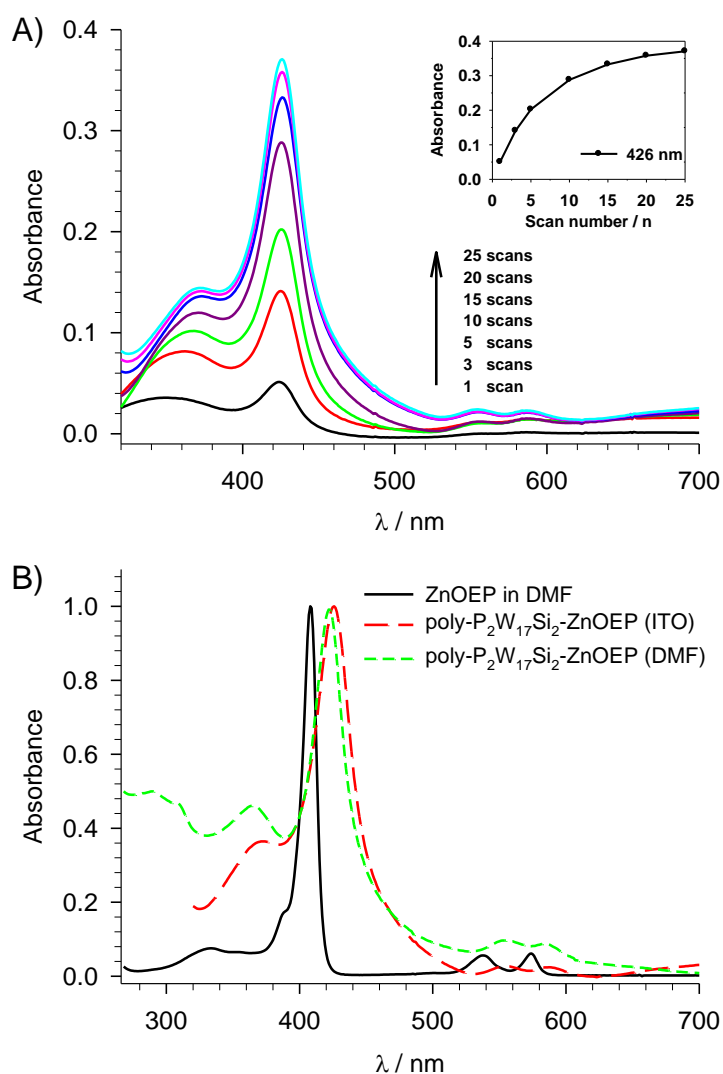 A)
0.4
0.3
0.2
0.1
0.0
Absorbance
400
500
600
700
λ / nm
0.4
0.3
0.2
0.1
0.0
Absorbance
426 nm
0
5
10
15
20
25
Scan number / n
25 scans
20 scans
15 scans
10 scans
5 scans
3 scans
1 scan
B)
1.0
0.8
0.6
0.4
0.2
0.0
Absorbance
ZnOEP in DMF
poly-P₂W₁₇Si₂-ZnOEP (ITO)
poly-P₂W₁₇Si₂-ZnOEP (DMF)
300
400
500
600
700
λ / nm